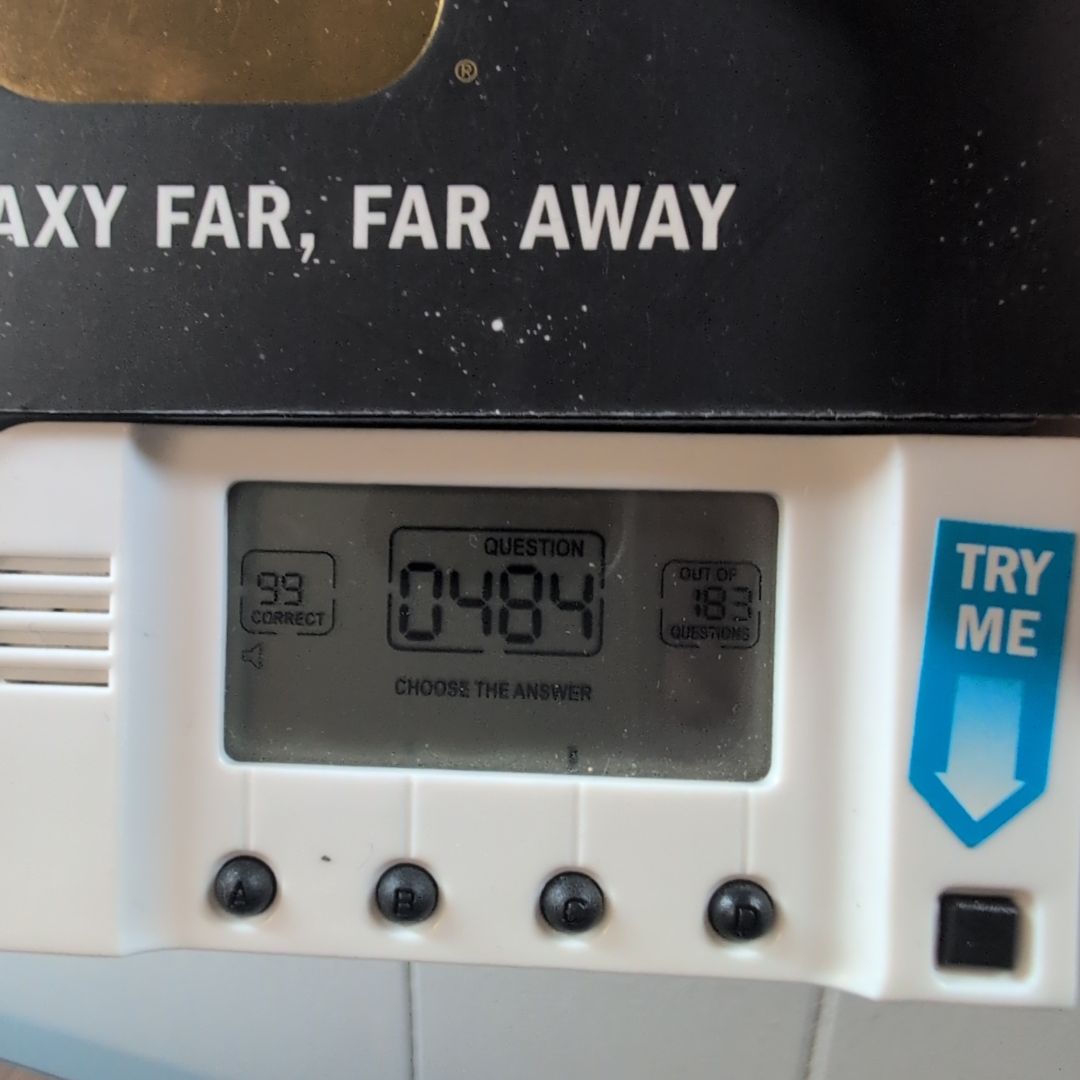 ®
AXY FAR, FAR AWAY
QUESTION
99
CORRECT
0484
OUT OF
183
QUESTIONS
CHOOSE THE ANSWER
TRY
ME
A
B
C
D